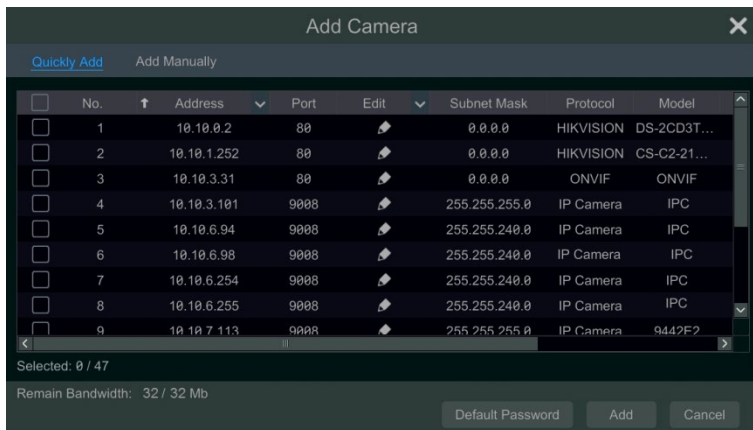 Add Camera
Quickly Add Add Manually
No. Address Port Edit Subnet Mask Protocol Model
1 10.10.0.2 80 0.0.0.0 HIKVISION DS-2CD3T...
2 10.10.1.252 80 0.0.0.0 HIKVISION CS-C2-21...
3 10.10.3.31 80 0.0.0.0 ONVIF ONVIF
4 10.10.3.101 9008 255.255.255.0 IP Camera IPC
5 10.10.6.94 9008 255.255.240.0 IP Camera IPC
6 10.10.6.98 9008 255.255.240.0 IP Camera IPC
7 10.10.6.254 9008 255.255.240.0 IP Camera IPC
8 10.10.6.255 9008 255.255.240.0 IP Camera IPC
9 10.10.7.113 9008 255.255.255.0 IP Camera 9442E2
Selected: 0 / 47
Remain Bandwidth: 32 / 32 Mb
Default Password Add Cancel